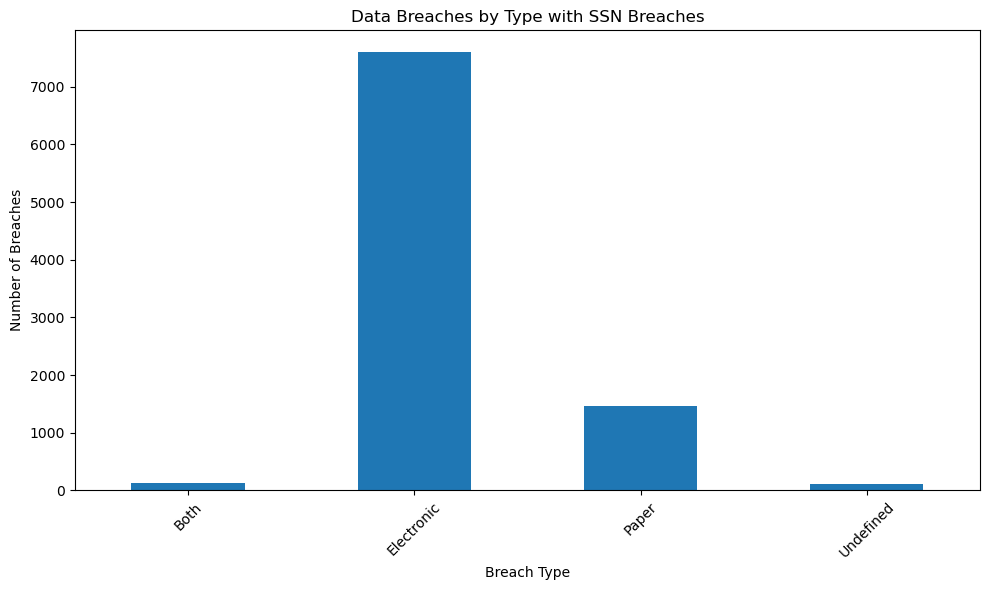 Data Breaches by Type with SSN Breaches
Number of Breaches
7000
6000
5000
4000
3000
2000
1000
0
Both
Electronic
Paper
Undefined
Breach Type